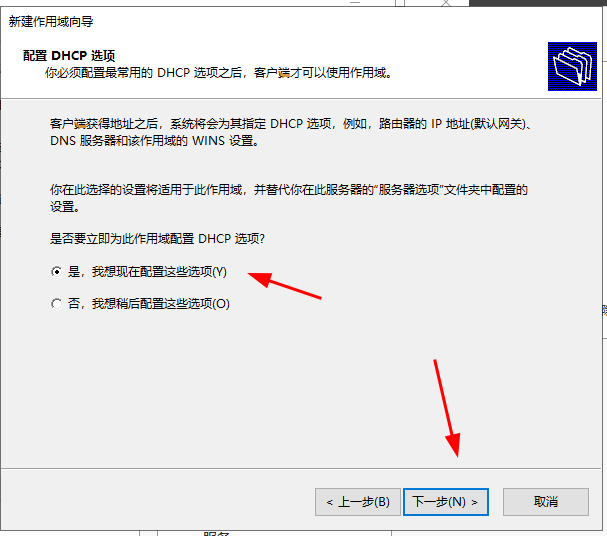 新建作用域向导
配置 DHCP 选项
你必须配置最常用的 DHCP 选项之后，客户端才可以使用作用域。
客户端获得地址之后，系统将会为其指定 DHCP 选项，例如，路由器的 IP 地址(默认网关)、
DNS 服务器和该作用域的 WINS 设置。
你在此选择的设置将适用于此作用域，并替代你在此服务器的“服务器选项”文件夹中配置的
设置。
是否要立即为此作用域配置 DHCP 选项?
是，我想现在配置这些选项(Y)
否，我想稍后配置这些选项(O)
< 上一步(B) 下一步(N) > 取消